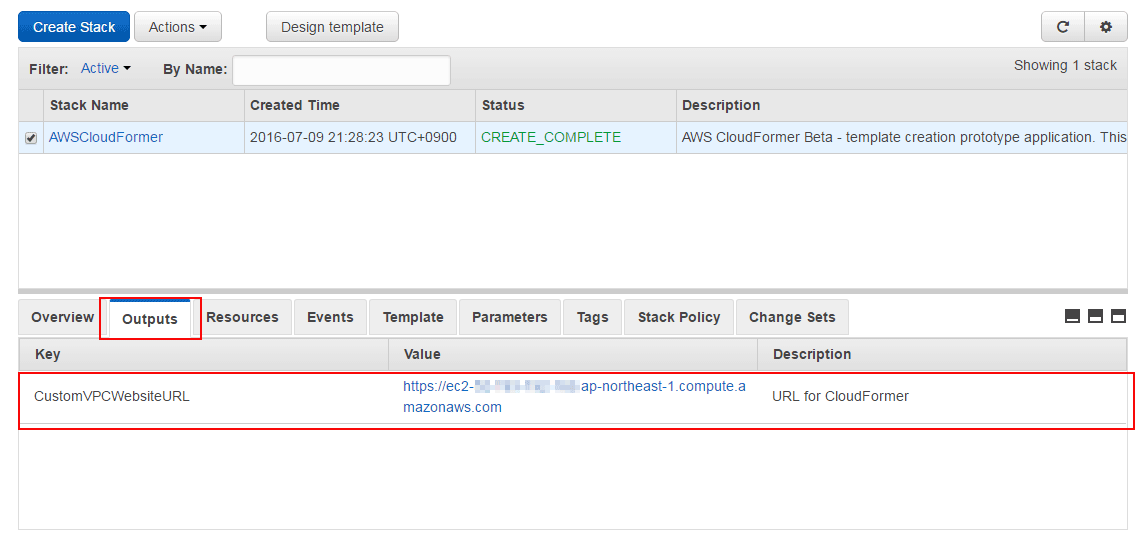 Create Stack Actions Design template
Filter: Active By Name: Showing 1 stack
Stack Name Created Time Status Description
AWSCloudFormer 2016-07-09 21:28:23 UTC+0900 CREATE_COMPLETE AWS CloudFormer Beta - template creation prototype application. This
Overview Outputs Resources Events Template Parameters Tags Stack Policy Change Sets
Key Value Description
CustomVPCWebsiteURL https://ec2- ap-northeast-1.compute.a URL for CloudFormer
mazonaws.com